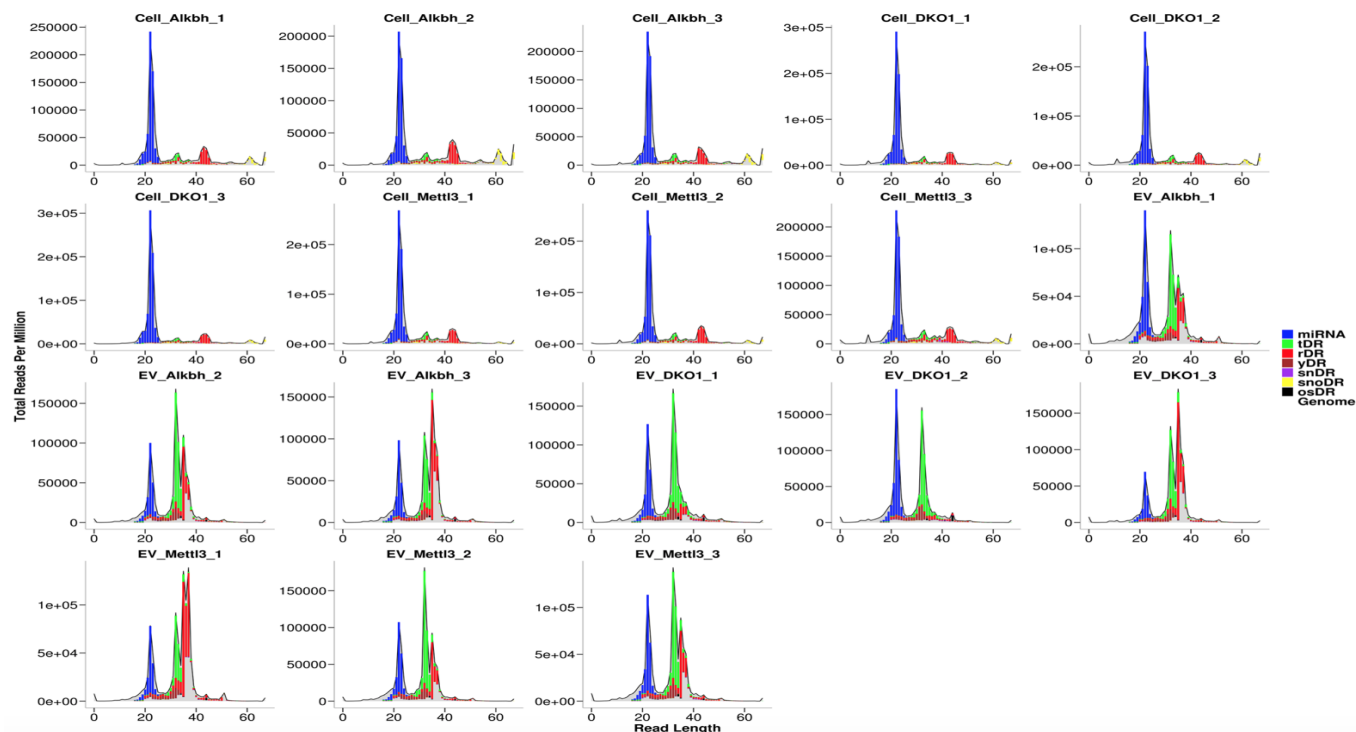 Cell_Alkbh_1
Cell_Alkbh_2
Cell_Alkbh_3
Cell_DKO1_1
Cell_DKO1_2
250000
200000
150000
100000
50000
0
200000
150000
100000
50000
0
200000
150000
100000
50000
0
3e+05
2e+05
1e+05
0e+00
2e+05
1e+05
0e+00
0 20 40 60
0 20 40 60
0 20 40 60
0 20 40 60
0 20 40 60
Cell_DKO1_3
Cell_Mettl3_1
Cell_Mettl3_2
Cell_Mettl3_3
EV_Alkbh_1
3e+05
2e+05
1e+05
0e+00
2e+05
1e+05
0e+00
2e+05
1e+05
0e+00
200000
150000
100000
50000
0
1e+05
5e+04
0e+00
0 20 40 60
0 20 40 60
0 20 40 60
0 20 40 60
0 20 40 60
EV_Alkbh_2
EV_Alkbh_3
EV_DKO1_1
EV_DKO1_2
EV_DKO1_3
150000
100000
50000
0
150000
100000
50000
0
150000
100000
50000
0
150000
100000
50000
0
150000
100000
50000
0
0 20 40 60
0 20 40 60
0 20 40 60
0 20 40 60
0 20 40 60
EV_Mettl3_1
EV_Mettl3_2
EV_Mettl3_3
1e+05
5e+04
0e+00
150000
100000
50000
0
1e+05
5e+04
0e+00
0 20 40 60
0 20 40 60
0 20 40 60
Total Reads Per Million
Read Length
miRNA
tDR
rDR
yDR
snDR
snoDR
osDR
Genome